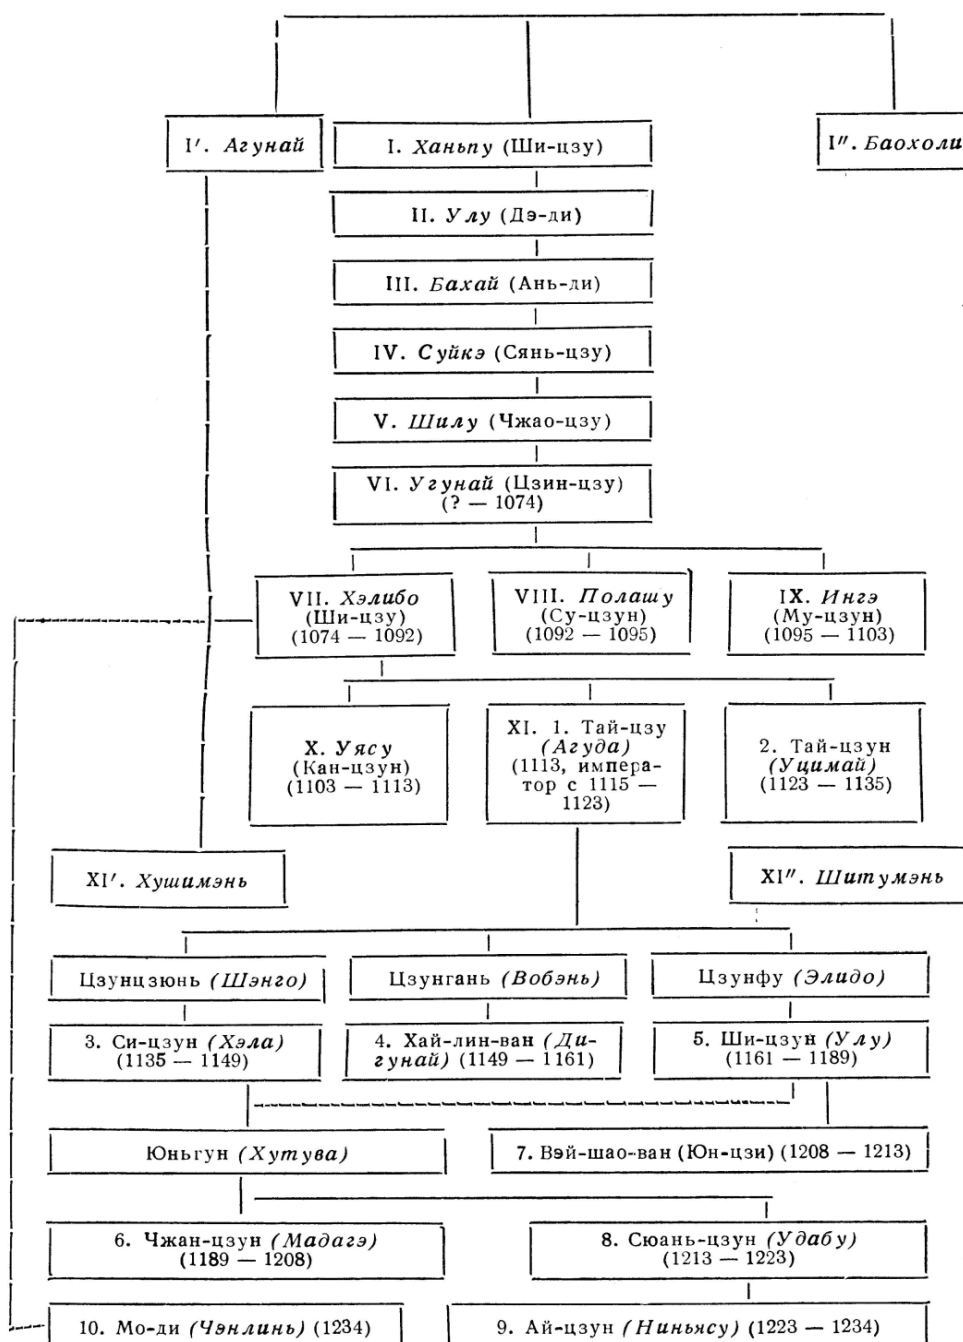 I′. Агунай
I. Ханьпу (Ши-цзу)
I″. Баохоли
II. Улу (Дэ-ди)
III. Бахай (Ань-ди)
IV. Суйкэ (Сянь-цзу)
V. Шилу (Чжао-цзу)
VI. Угунай (Цзин-цзу)
(? — 1074)
VII. Хэлибо
(Ши-цзу)
(1074 — 1092)
VIII. Полашу
(Су-цзун)
(1092 — 1095)
IX. Ингэ
(Му-цзун)
(1095 — 1103)
X. Уясу
(Кан-цзун)
(1103 — 1113)
XI. 1. Тай-цзу
(Агуда)
(1113, импера-
тор с 1115 —
1123)
2. Тай-цзун
(Уцимай)
(1123 — 1135)
XI′. Хушимэнь
XI″. Шитумэнь
Цзунцзюнь (Шэнго)
Цзунгань (Вобэнь)
Цзунфу (Элидо)
3. Си-цзун (Хэла)
(1135 — 1149)
4. Хай-лин-ван (Ди-
гунай) (1149 — 1161)
5. Ши-цзун (Улу)
(1161 — 1189)
Юньгун (Хутува)
7. Вэй-шао-ван (Юн-цзи) (1208 — 1213)
6. Чжан-цзун (Мадагэ)
(1189 — 1208)
8. Сюань-цзун (Удабу)
(1213 — 1223)
10. Мо-ди (Чэнлинь) (1234)
9. Ай-цзун (Ниньясу) (1223 — 1234)